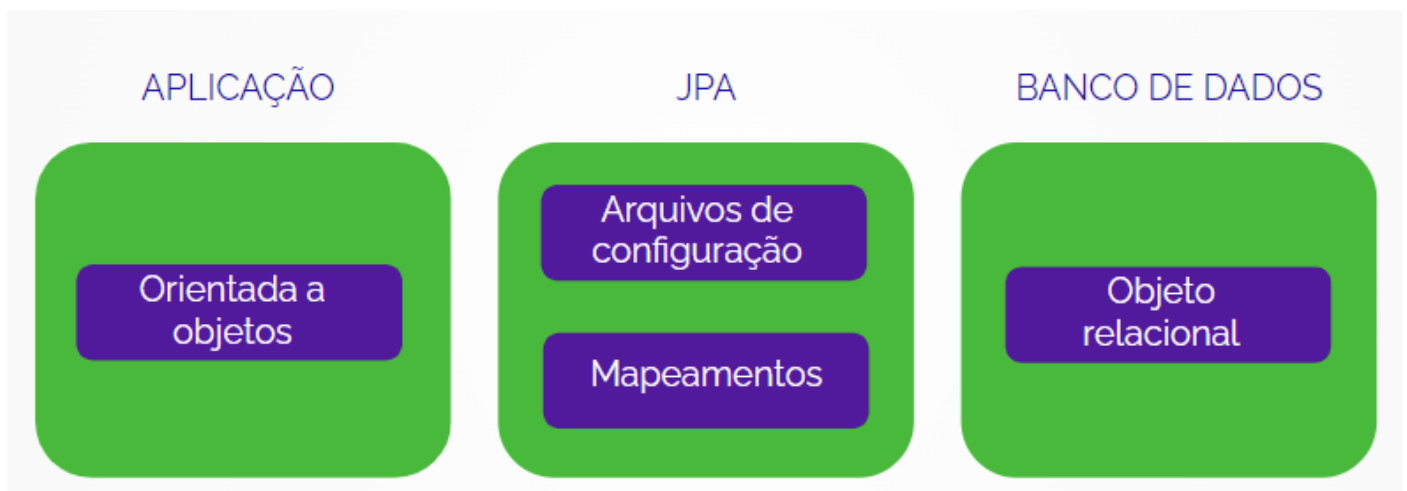 APLICAÇÃO
JPA
BANCO DE DADOS
Orientada a
objetos
Arquivos de
configuração
Mapeamentos
Objeto
relacional